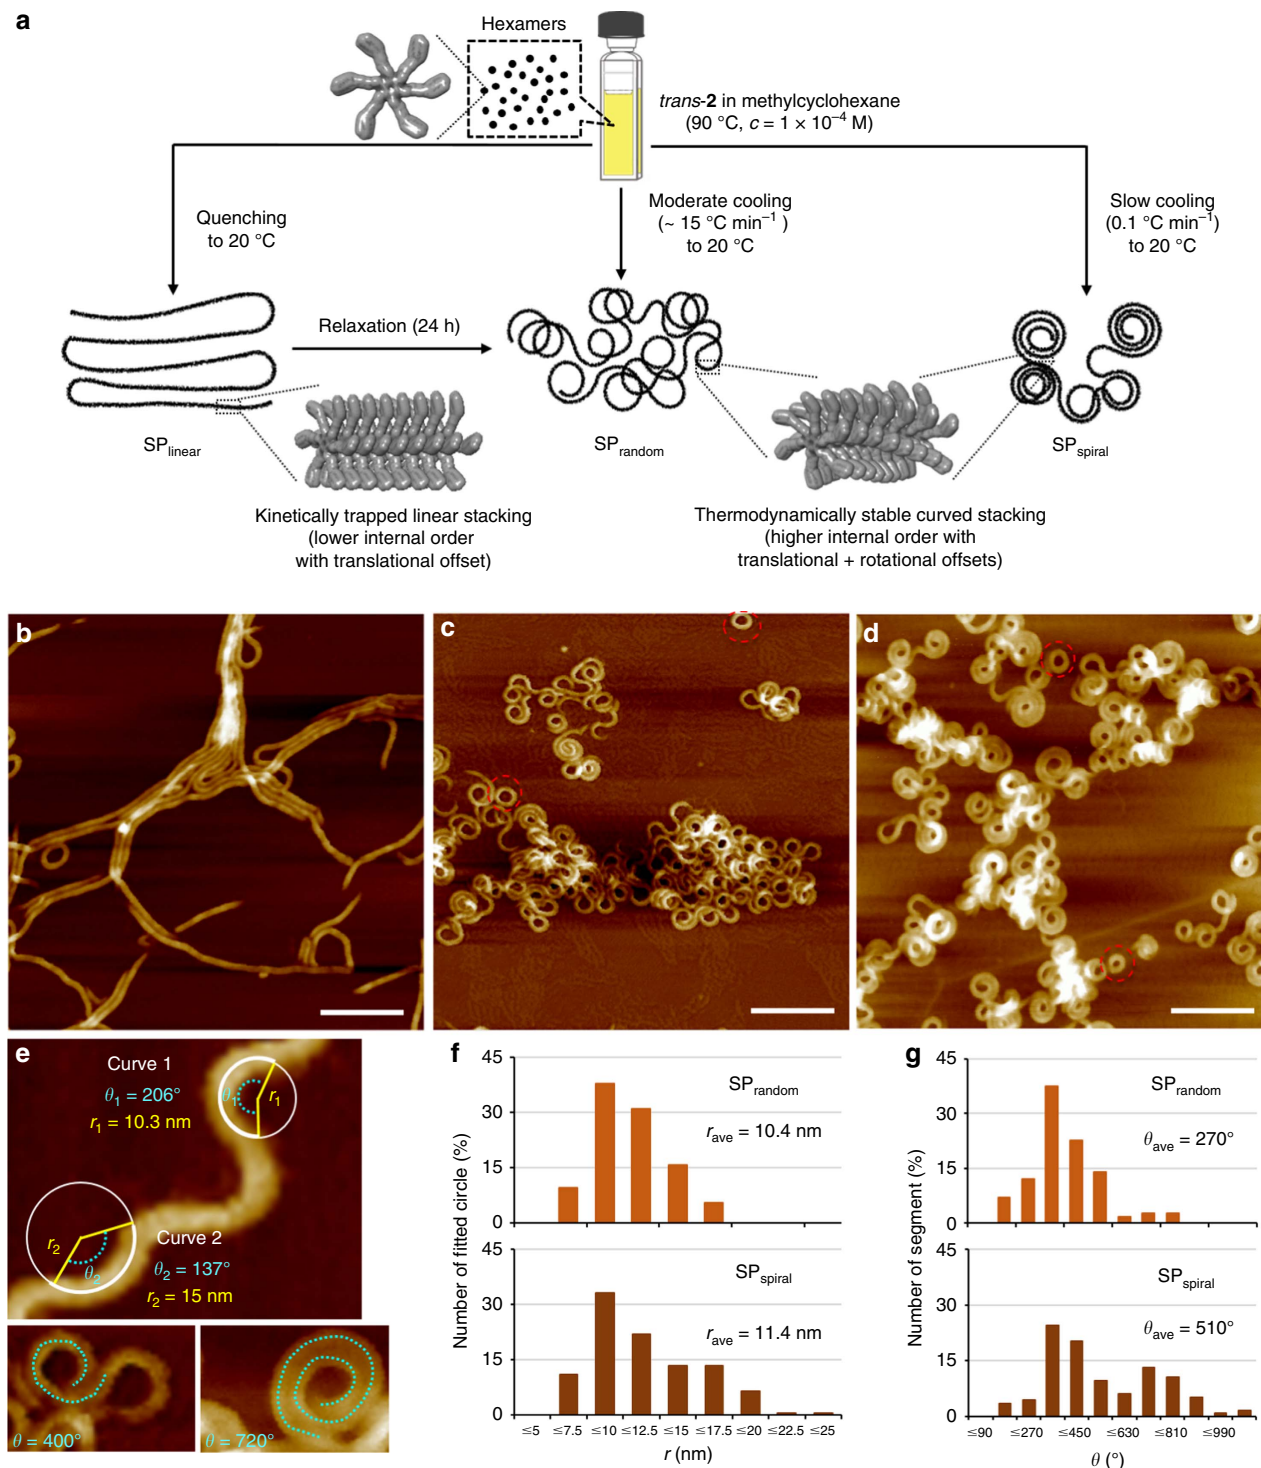 a
Hexamers
trans-2 in methylcyclohexane
(90 °C, c = 1 × 10⁻⁴ M)
Quenching
to 20 °C
Moderate cooling
(~ 15 °C min⁻¹ )
to 20 °C
Slow cooling
(0.1 °C min⁻¹)
to 20 °C
Relaxation (24 h)
SPlinear
SPrandom
SPspiral
Kinetically trapped linear stacking
(lower internal order
with translational offset)
Thermodynamically stable curved stacking
(higher internal order with
translational + rotational offsets)
b
c
d
e
Curve 1
θ₁ = 206°
r₁ = 10.3 nm
θ₁
r₁
r₂
θ₂
Curve 2
θ₂ = 137°
r₂ = 15 nm
θ = 400°
θ = 720°
f
Number of fitted circle (%)
45
30
15
0
SPrandom
rave = 10.4 nm
45
30
15
0
SPspiral
rave = 11.4 nm
≤5 ≤7.5 ≤10 ≤12.5 ≤15 ≤17.5 ≤20 ≤22.5 ≤25
r (nm)
g
Number of segment (%)
45
30
15
0
SPrandom
θave = 270°
45
30
15
0
SPspiral
θave = 510°
≤90 ≤270 ≤450 ≤630 ≤810 ≤990
θ (°)